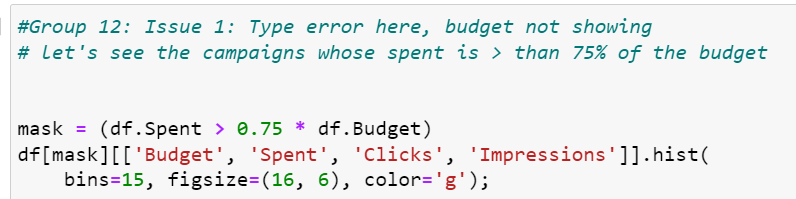 #Group 12: Issue 1: Type error here, budget not showing
# Let's see the campaigns whose spent is > than 75% of the budget
mask = (df.Spent > 0.75 * df.Budget)
df[mask][['Budget', 'Spent', 'Clicks', 'Impressions']].hist(
    bins=15, figsize=(16, 6), color='g');